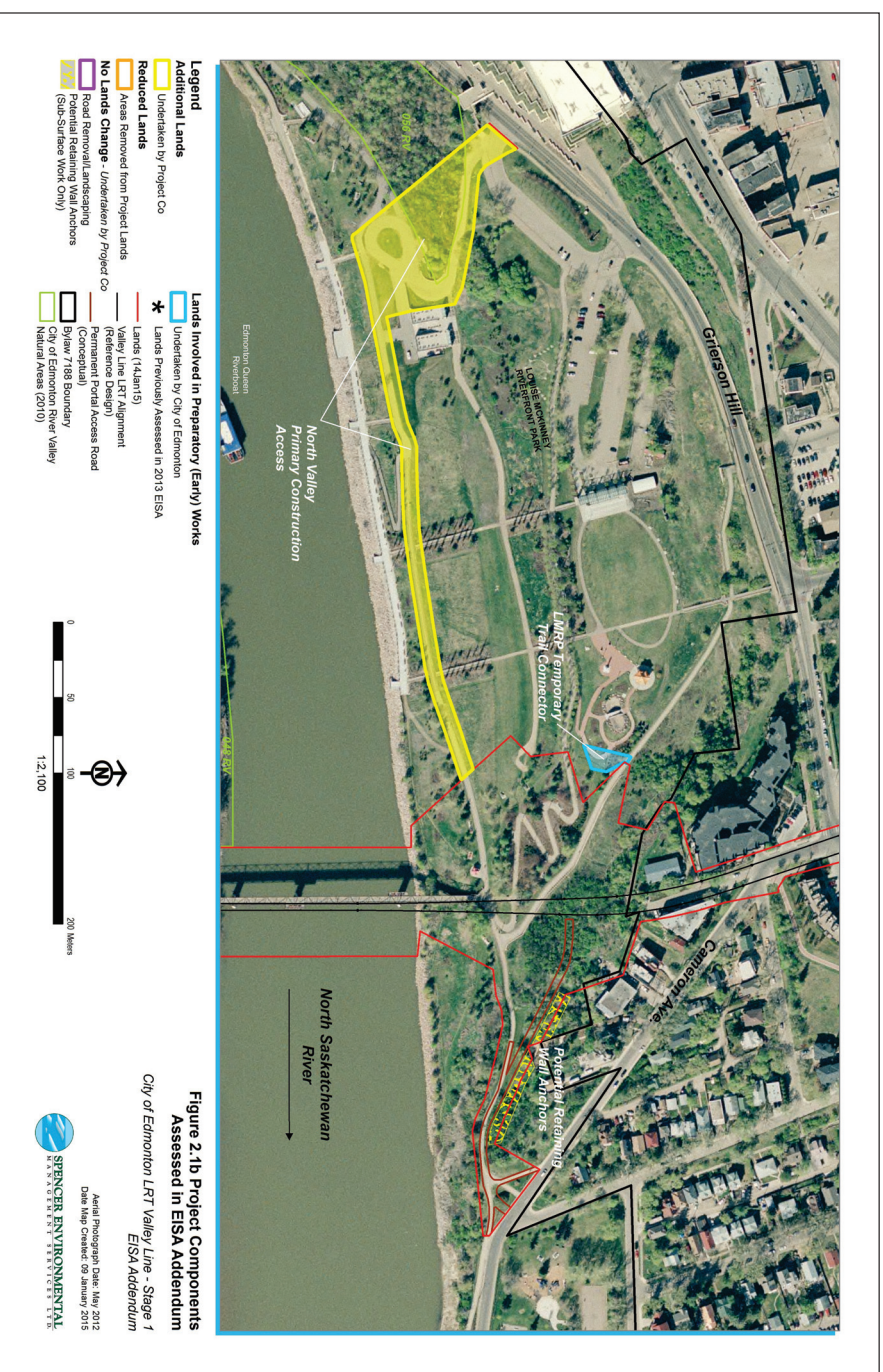 Grierson Hill
Cameron Ave.
LOUISE MCKINNEY
RIVERFRONT PARK
LMRP Temporary
Trail Connector
Potential Retaining
Wall Anchors
North Valley
Primary Construction
Access
Edmonton Queen
Riverboat
North Saskatchewan
River
Legend
Additional Lands
Undertaken by Project Co
Reduced Lands
Areas Removed from Project Lands
No Lands Change - Undertaken by Project Co
Road Removal/Landscaping
Potential Retaining Wall Anchors
(Sub-Surface Work Only)
Lands Involved in Preparatory (Early) Works
Undertaken by City of Edmonton
* Lands Previously Assessed in 2013 EISA
Lands (14Jan15)
Valley Line LRT Alignment
(Reference Design)
Permanent Portal Access Road
(Conceptual)
Bylaw 7188 Boundary
City of Edmonton River Valley
Natural Areas (2010)
N
0 50 100 200 Meters
1:2,100
Figure 2.1b Project Components
Assessed in EISA Addendum
City of Edmonton LRT Valley Line - Stage 1
EISA Addendum
Aerial Photograph Date: May 2012
Date Map Created: 09 January 2015
SPENCER ENVIRONMENTAL
MANAGEMENT SERVICES LTD.